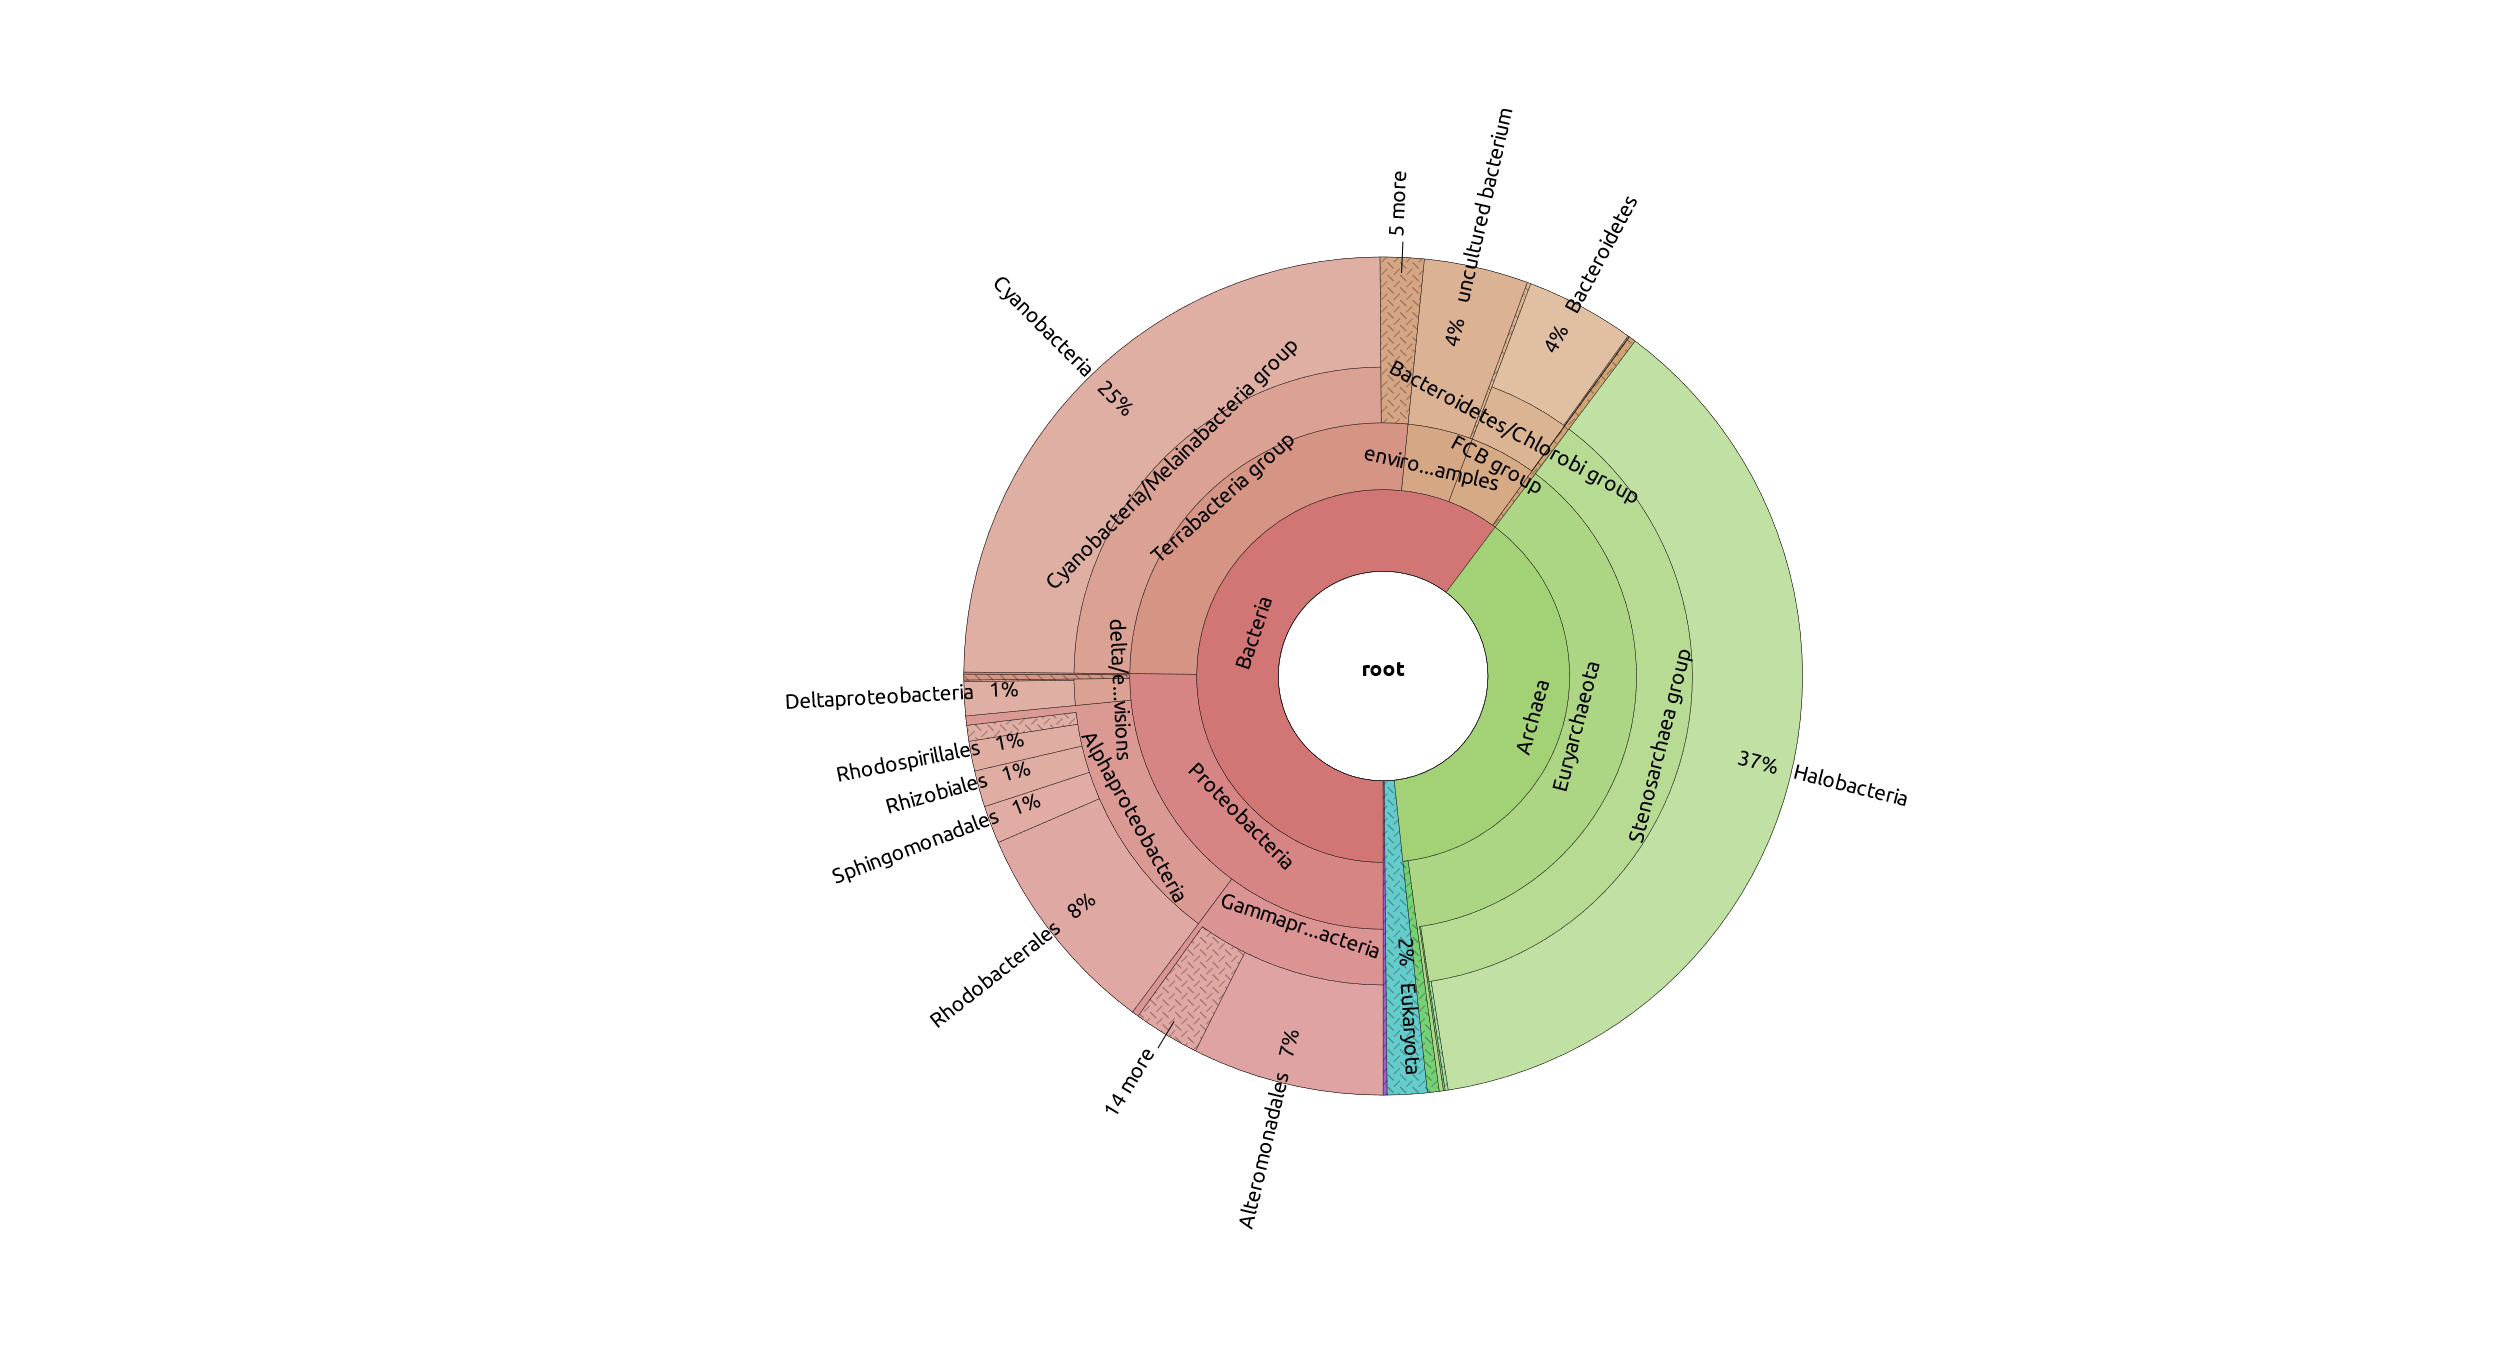 5 more
uncultured bacterium
4%
Bacteroidetes
4%
Cyanobacteria
25%
Bacteroidetes/Chlorobi group
FCB group
enviro...amples
Cyanobacteria/Melainabacteria group
Terrabacteria group
Bacteria
root
Archaea
Euryarchaeota
Stenosarchaea group
37%
Halobacteria
delta/e...visions
Deltaproteobacteria 1%
Rhodospirillales 1%
Rhizobiales 1%
Sphingomonadales 1%
Alphaproteobacteria
Proteobacteria
Rhodobacterales 8%
Gammapr...acteria
2% Eukaryota
14 more
Alteromonadales 7%